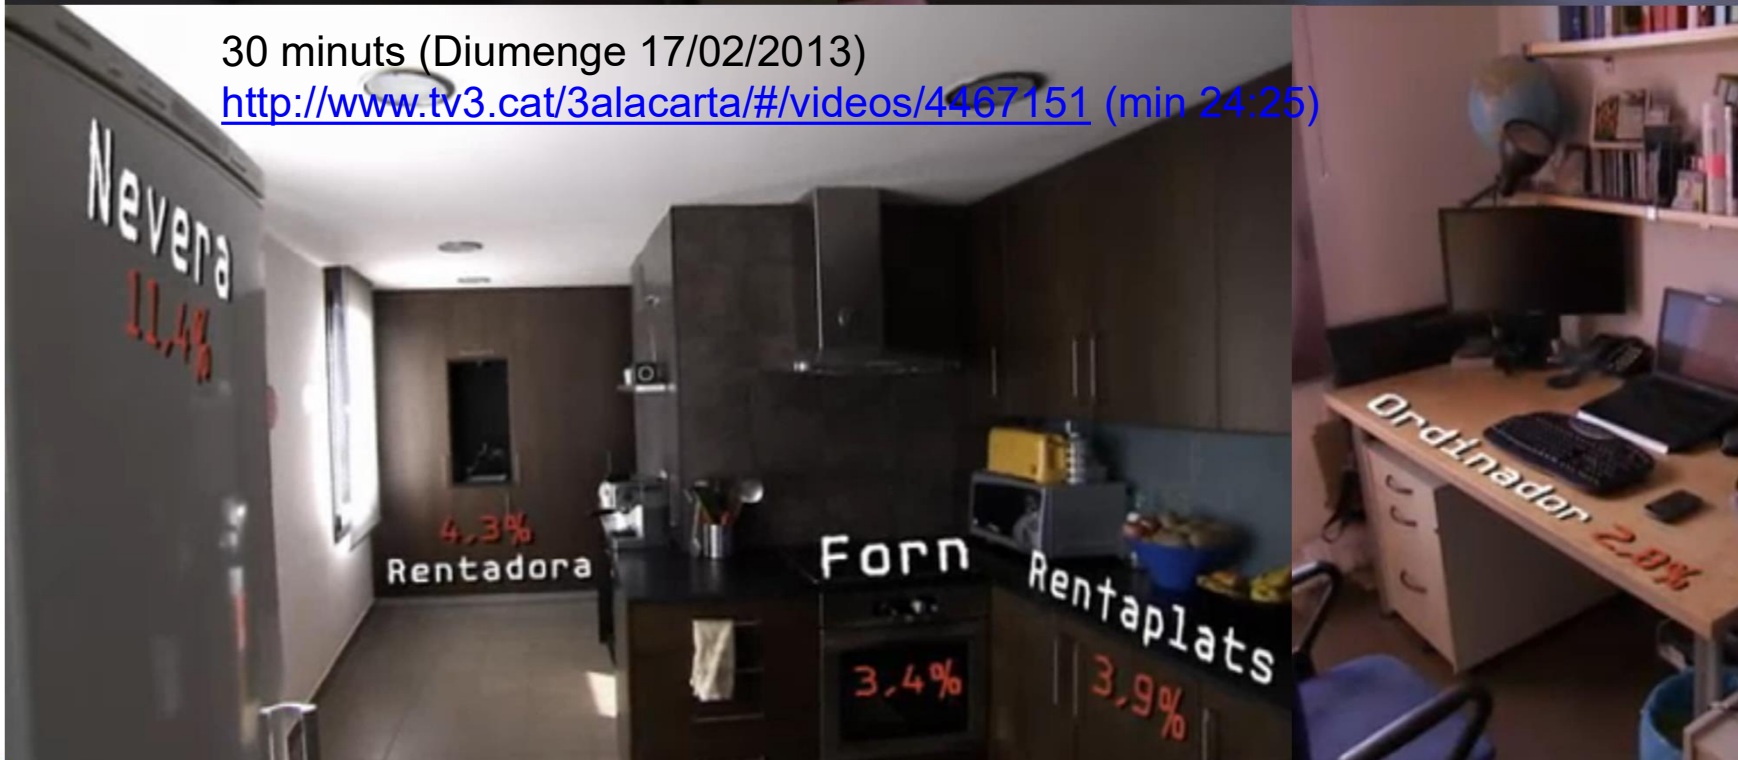 30 minuts (Diumenge 17/02/2013)
http://www.tv3.cat/3alacarta/#/videos/4467151 (min 24:25)
Nevera
11,4%
4,3%
Rentadora
Forn
3,4%
Rentaplats
3,9%
Ordinador 2,0%